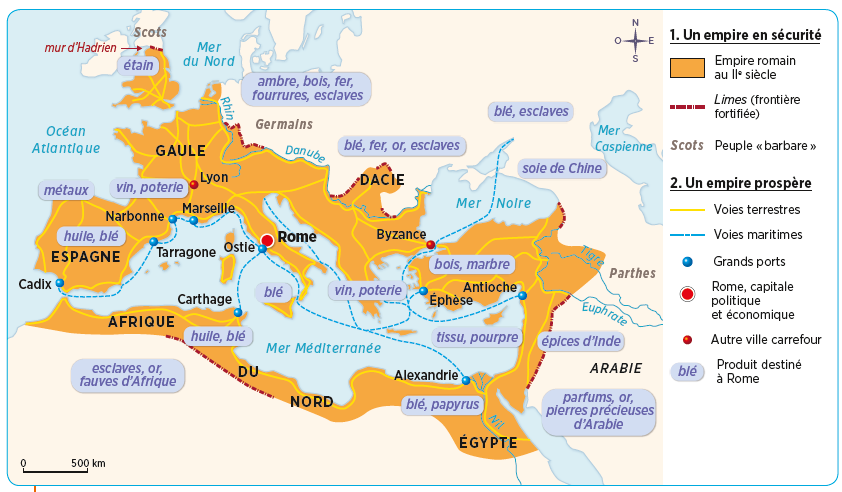 Scots
mur d'Hadrien
étain
Mer
du Nord
ambre, bois, fer,
fourrures, esclaves
Rhin
Germains
Océan
Atlantique
GAULE
Danube
blé, fer, or, esclaves
blé, esclaves
Mer
Caspienne
soie de Chine
DACIE
Lyon
métaux
vin, poterie
Mer Noire
Marseille
Narbonne
Rome
Byzance
huile, blé
Ostie
ESPAGNE
Tarragone
bois, marbre
Tigre
Parthes
Cadix
Carthage
blé
vin, poterie
Éphèse
Antioche
Euphrate
AFRIQUE
huile, blé
Mer Méditerranée
tissu, pourpre
épices d'Inde
esclaves, or,
fauves d'Afrique
DU
NORD
Alexandrie
ARABIE
blé, papyrus
parfums, or,
pierres précieuses
d'Arabie
Nil
ÉGYPTE
0 500 km
N
O E
S
1. Un empire en sécurité
Empire romain
au IIe siècle
Limes (frontière
fortifiée)
Scots Peuple « barbare »
2. Un empire prospère
Voies terrestres
Voies maritimes
Grands ports
Rome, capitale
politique
et économique
Autre ville carrefour
blé Produit destiné
à Rome